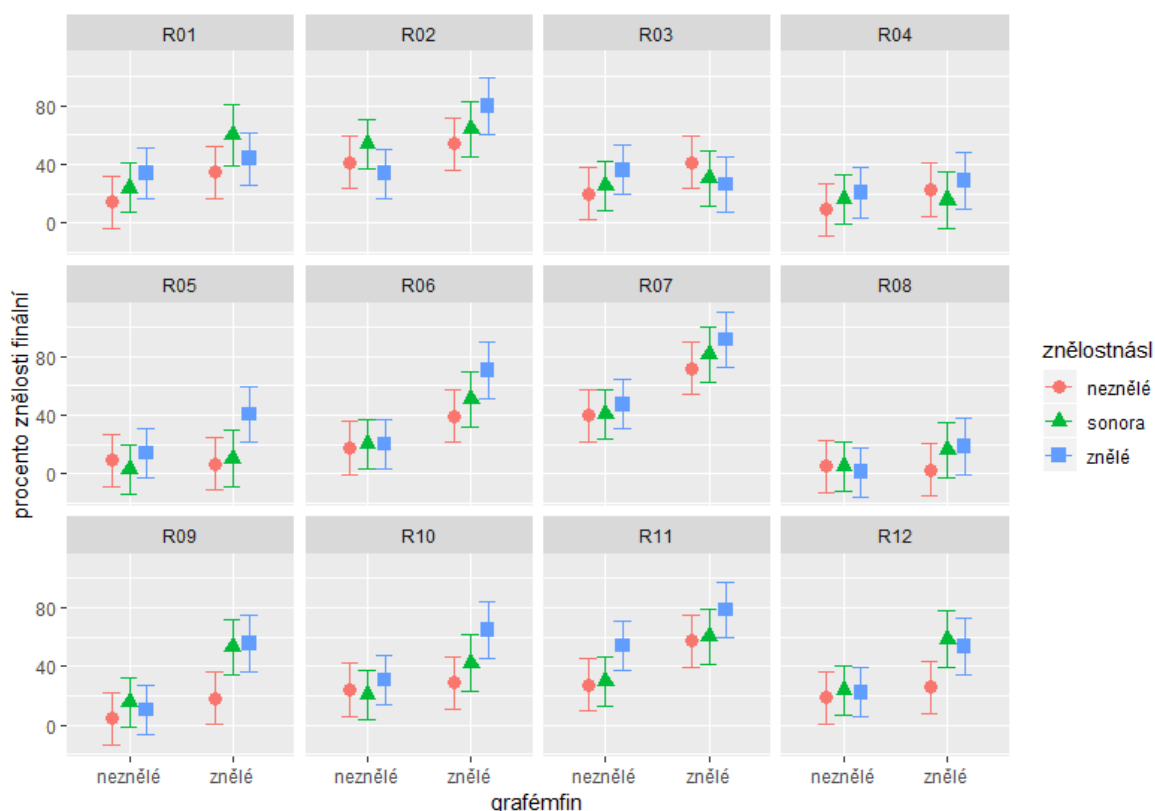 R01 R02 R03 R04
80
40
0
R05 R06 R07 R08
80
40
0
R09 R10 R11 R12
80
40
0
neznělé znělé neznělé znělé neznělé znělé neznělé znělé
grafémfin
procento znělosti finální
znělostnásl
neznělé
sonora
znělé